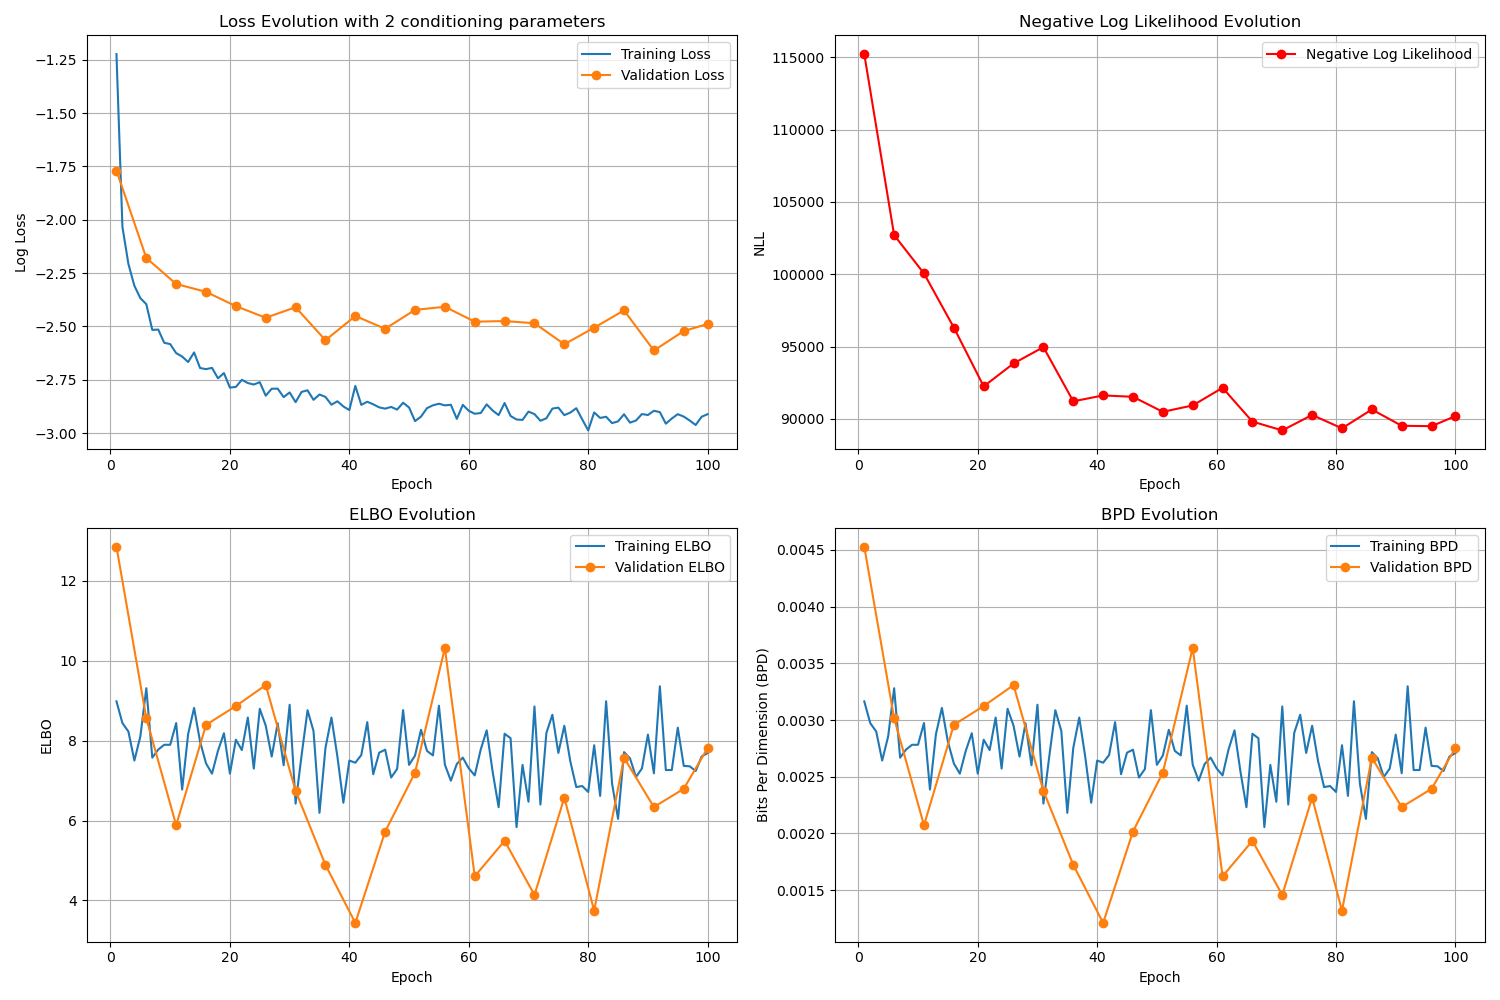 Loss Evolution with 2 conditioning parameters
Training Loss
Validation Loss
−1.25
−1.50
−1.75
−2.00
−2.25
−2.50
−2.75
−3.00
Log Loss
0 20 40 60 80 100
Epoch
Negative Log Likelihood Evolution
Negative Log Likelihood
115000
110000
105000
100000
95000
90000
NLL
0 20 40 60 80 100
Epoch
ELBO Evolution
Training ELBO
Validation ELBO
12
10
8
6
4
ELBO
0 20 40 60 80 100
Epoch
BPD Evolution
Training BPD
Validation BPD
0.0045
0.0040
0.0035
0.0030
0.0025
0.0020
0.0015
Bits Per Dimension (BPD)
0 20 40 60 80 100
Epoch